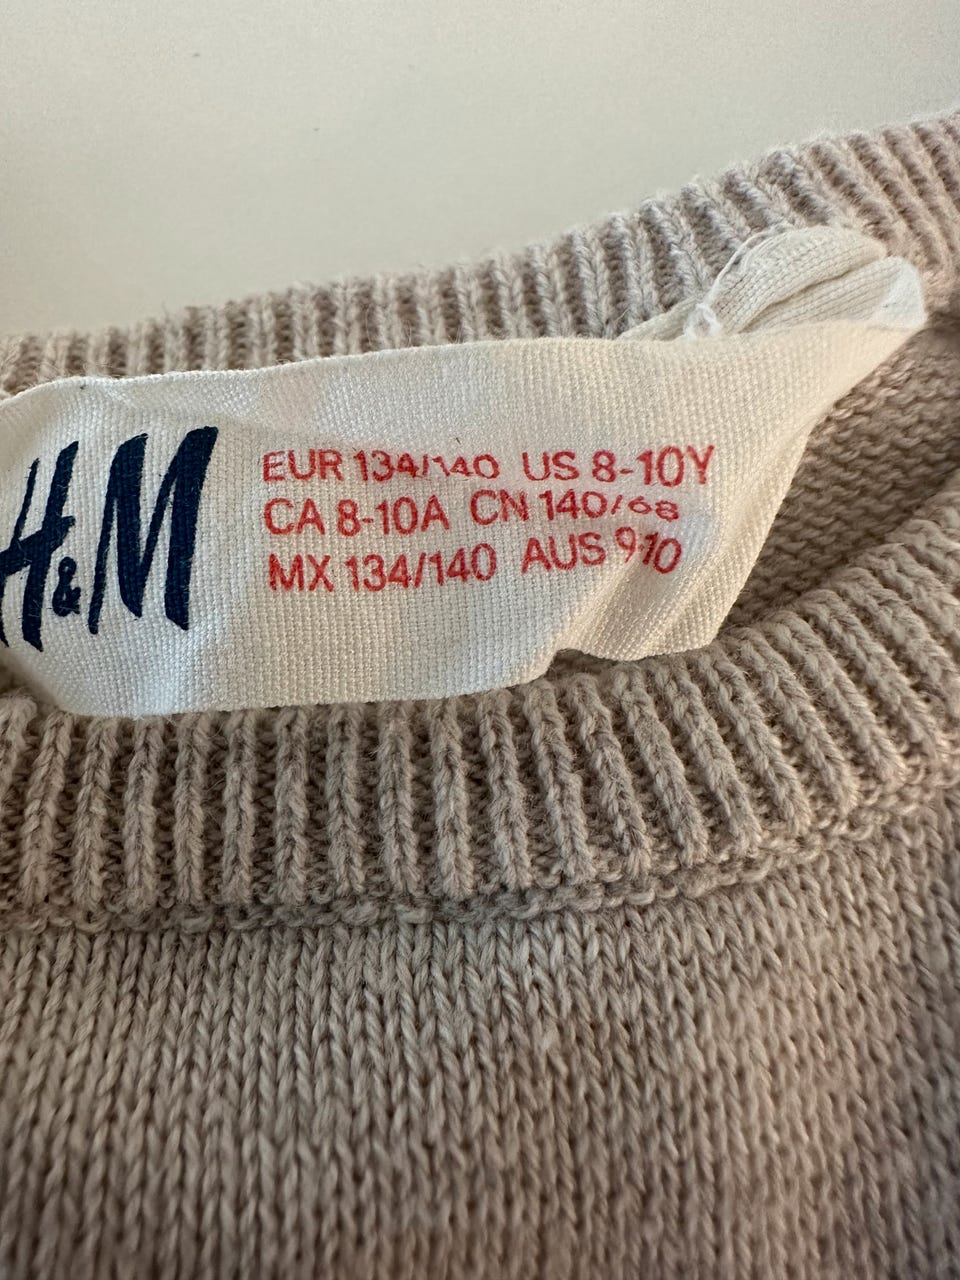 H&M
EUR 134/140 US 8-10Y
CA 8-10A CN 140/68
MX 134/140 AUS 9-10